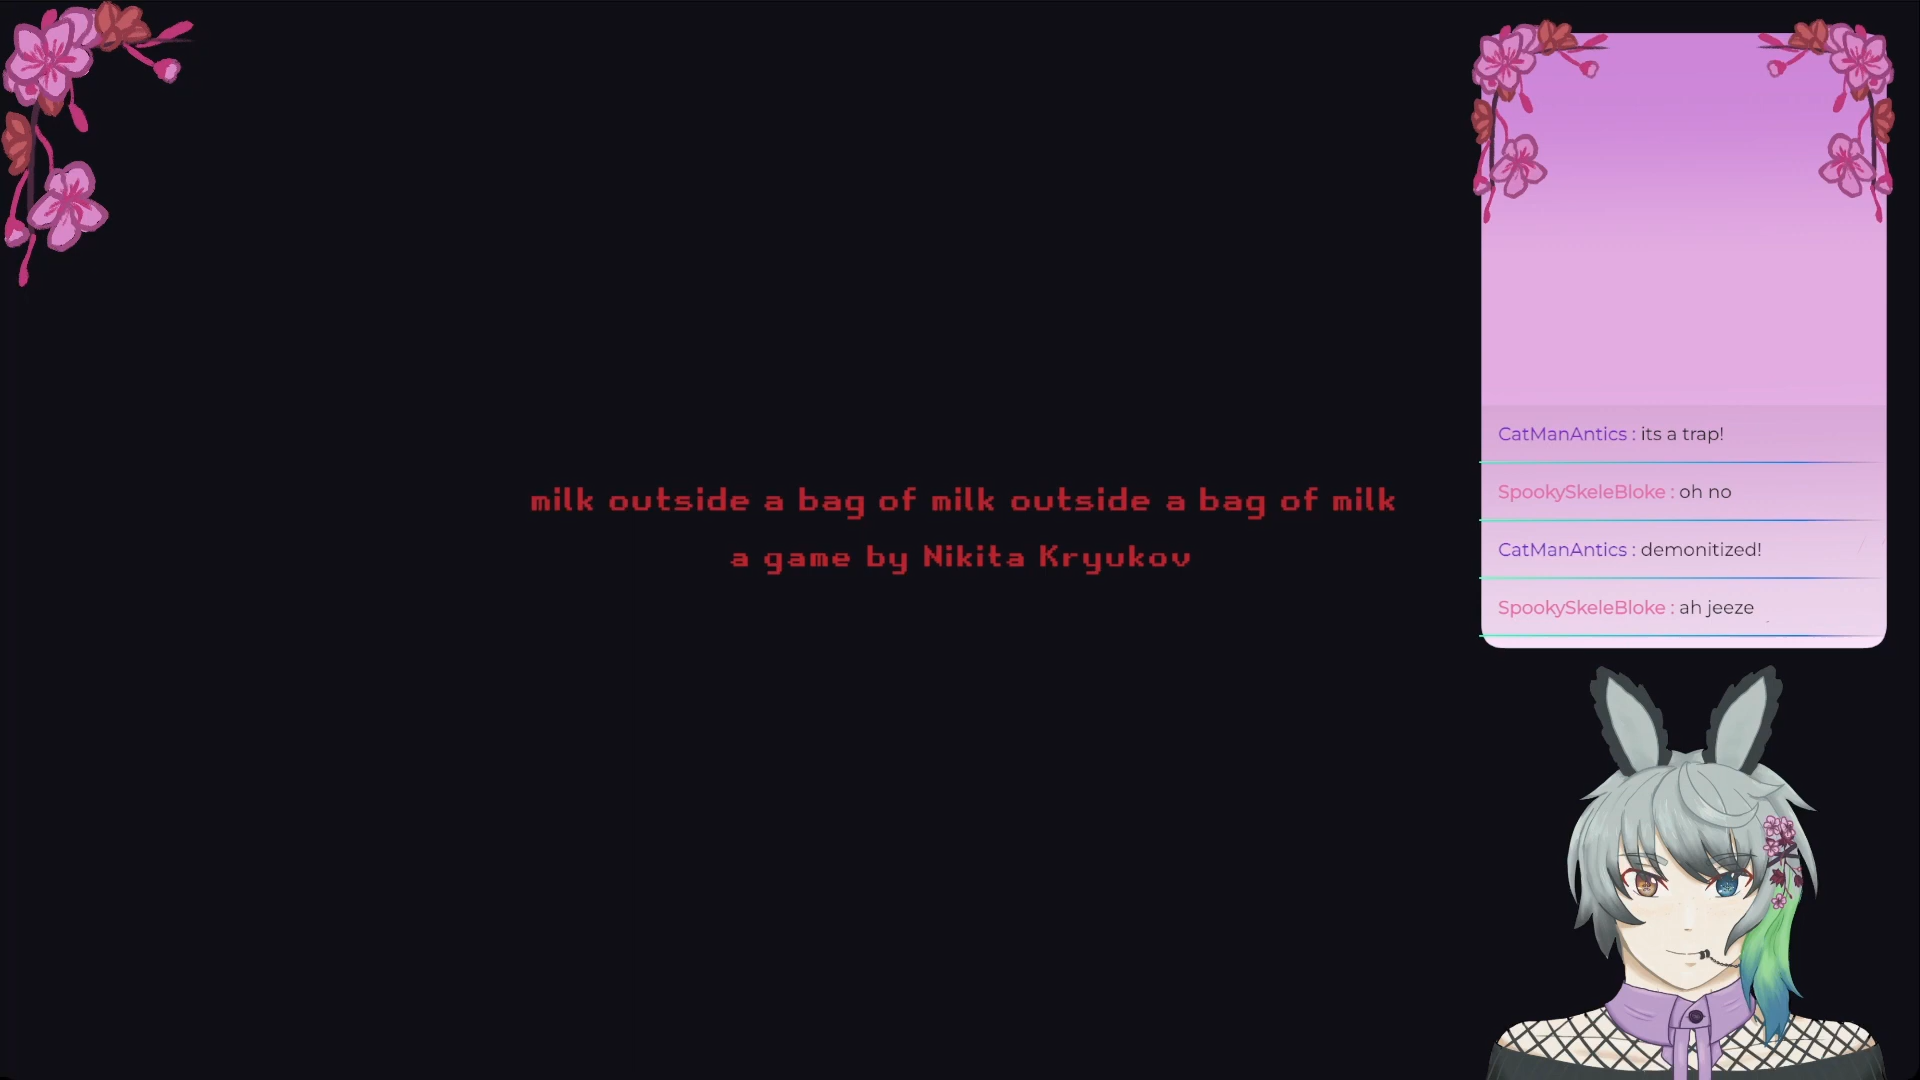 milk outside a bag of milk outside a bag of milk
a game by Nikita Kryukov
CatManAntics : its a trap!
SpookySkeleBloke : oh no
CatManAntics : demonitized!
SpookySkeleBloke : ah jeeze